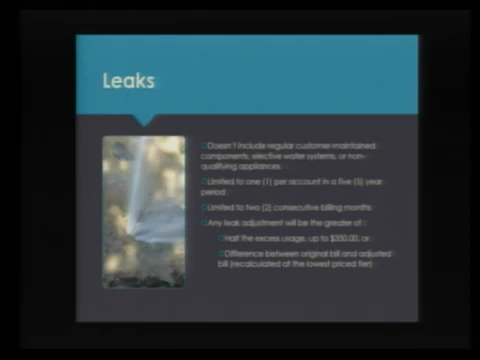 Leaks
Doesn't include regular customer-maintained
components, elective water systems, or non-
qualifying appliances
Limited to one (1) per account in a five (5) year
period
Limited to two (2) consecutive billing months
Any leak adjustment will be the greater of :
Half the excess usage, up to $350.00, or
Difference between original bill and adjusted
bill (recalculated at the lowest priced tier)